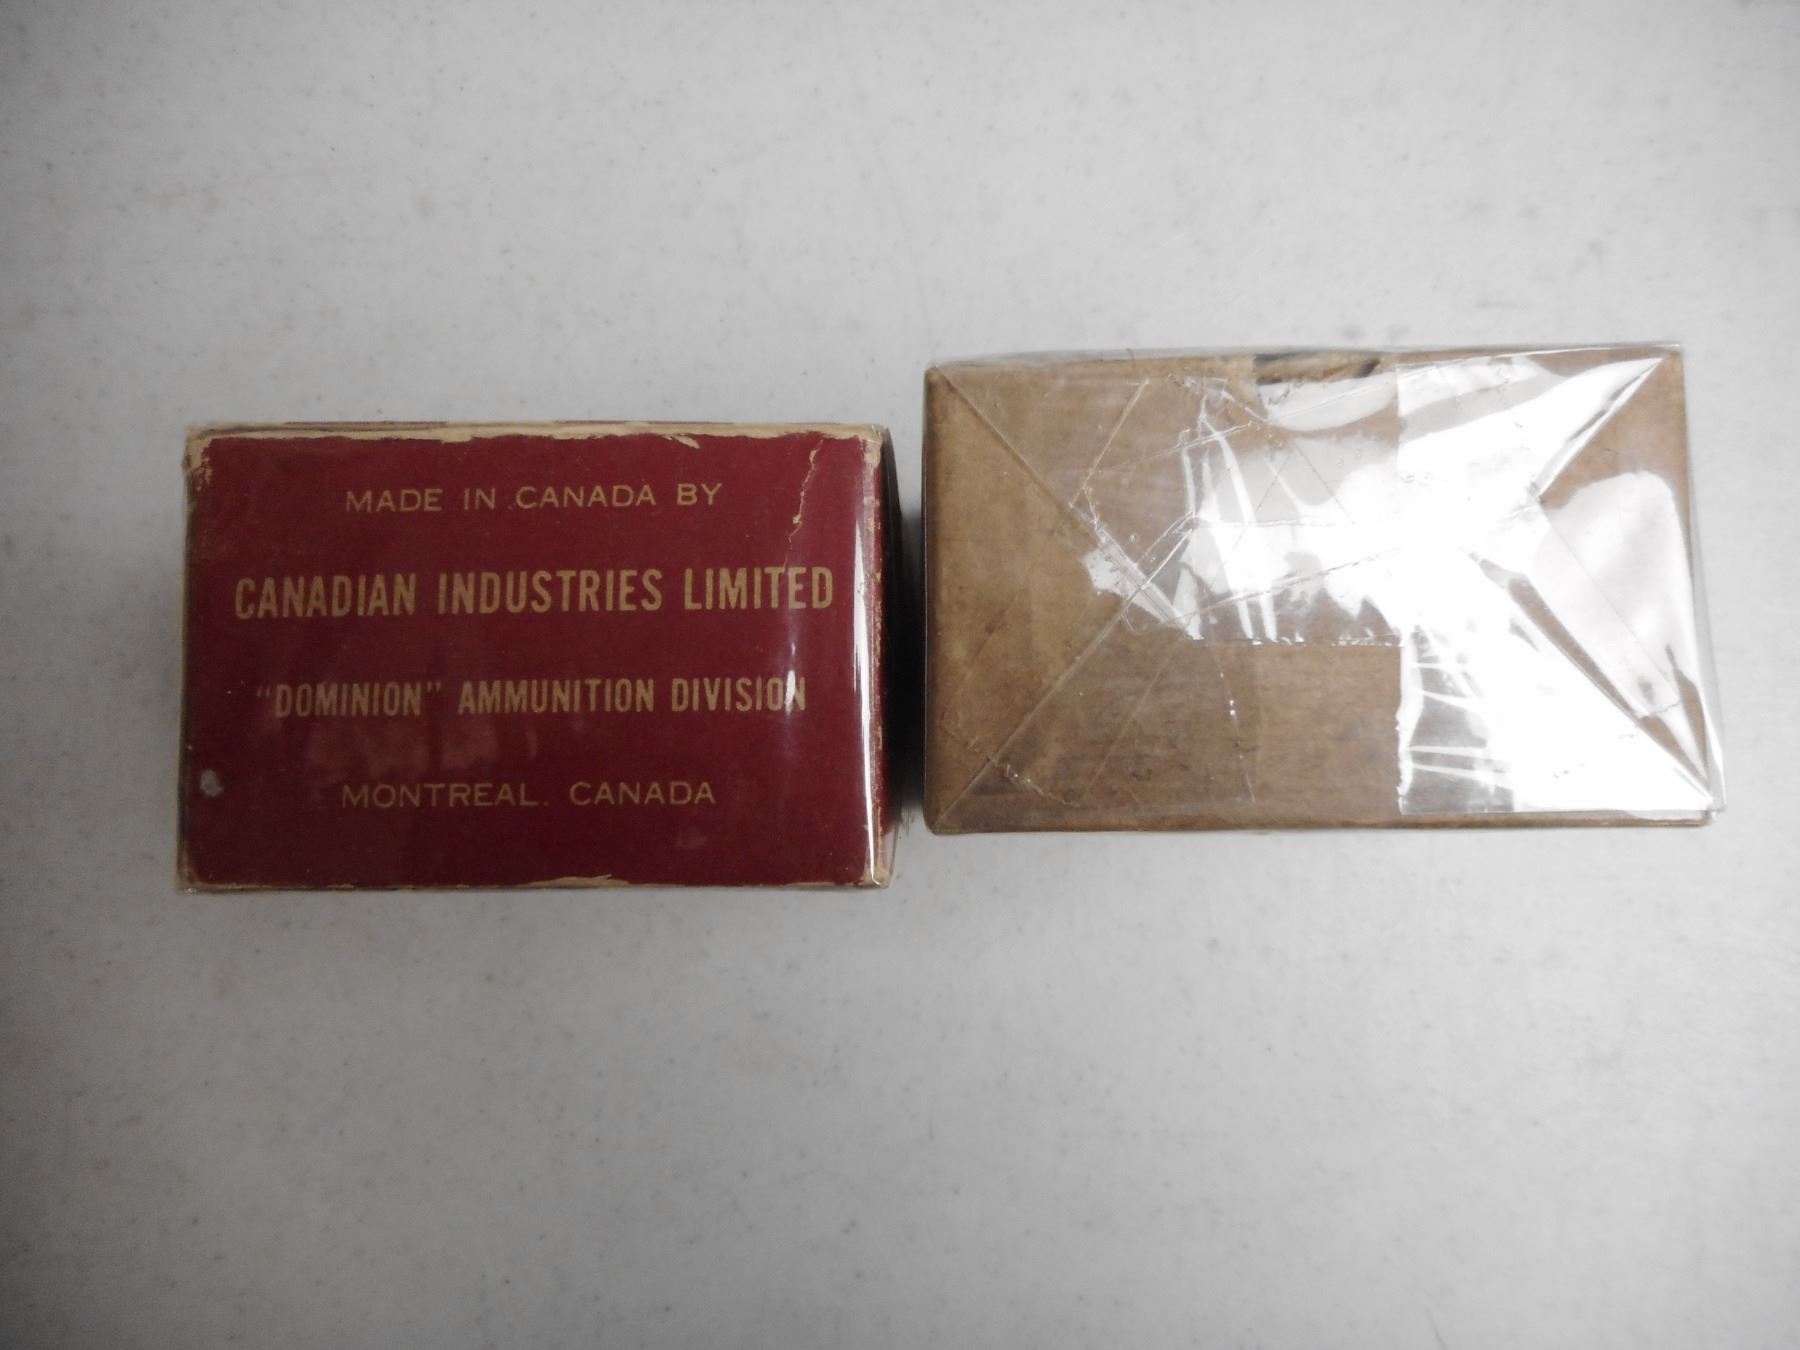 MADE IN CANADA BY
CANADIAN INDUSTRIES LIMITED
"DOMINION" AMMUNITION DIVISION
MONTREAL. CANADA